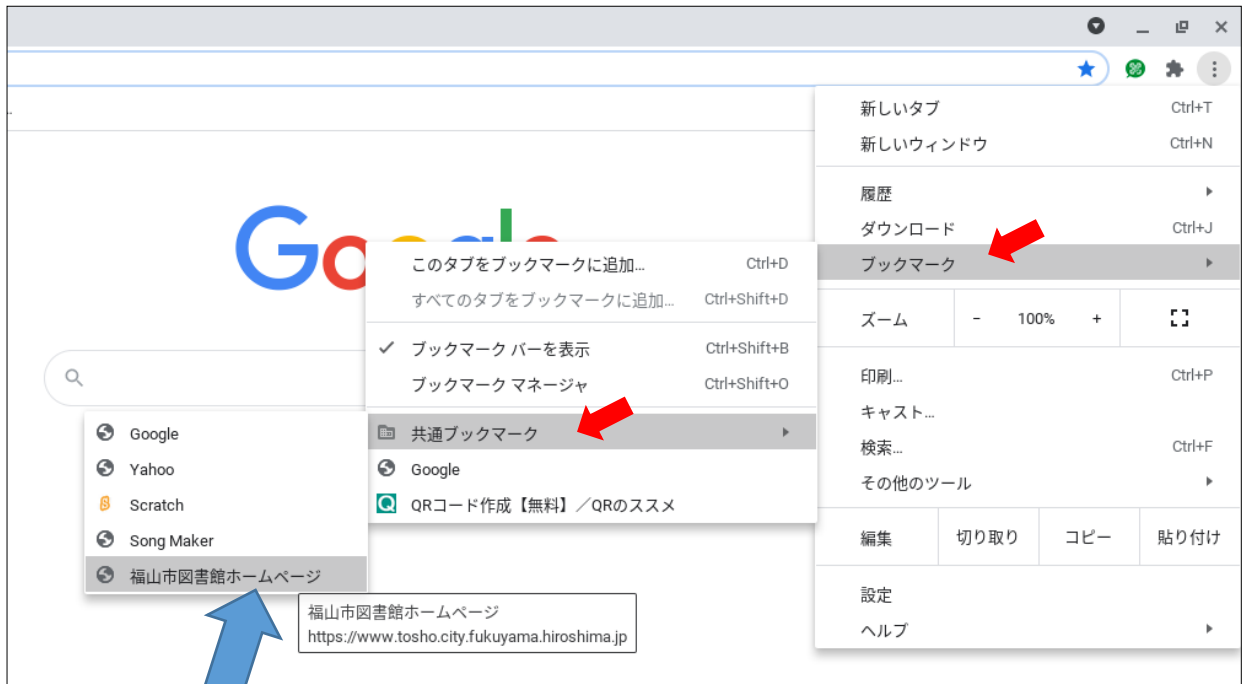 新しいタブ Ctrl+T
新しいウィンドウ Ctrl+N
履歴
ダウンロード Ctrl+J
ブックマーク
ズーム - 100% +
印刷... Ctrl+P
キャスト...
検索... Ctrl+F
その他のツール
編集 切り取り コピー 貼り付け
設定
ヘルプ
Google
このタブをブックマークに追加... Ctrl+D
すべてのタブをブックマークに追加... Ctrl+Shift+D
ブックマーク バーを表示 Ctrl+Shift+B
ブックマーク マネージャ Ctrl+Shift+O
共通ブックマーク
Google
QRコード作成【無料】／QRのススメ
Google
Yahoo
Scratch
Song Maker
福山市図書館ホームページ
福山市図書館ホームページ
https://www.tosho.city.fukuyama.hiroshima.jp